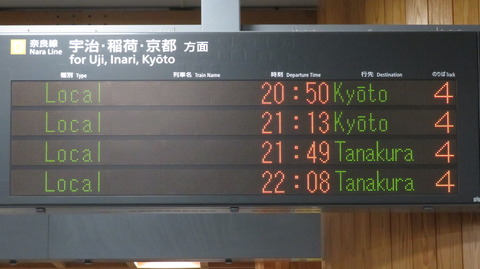 奈良線 宇治・稲荷・京都 方面
Nara Line for Uji, Inari, Kyōto
種別 Type 列車名 Train Name 時刻 Departure Time 行先 Destination のりば Track
Local 20:50 Kyōto 4
Local 21:13 Kyōto 4
Local 21:49 Tanakura 4
Local 22:08 Tanakura 4